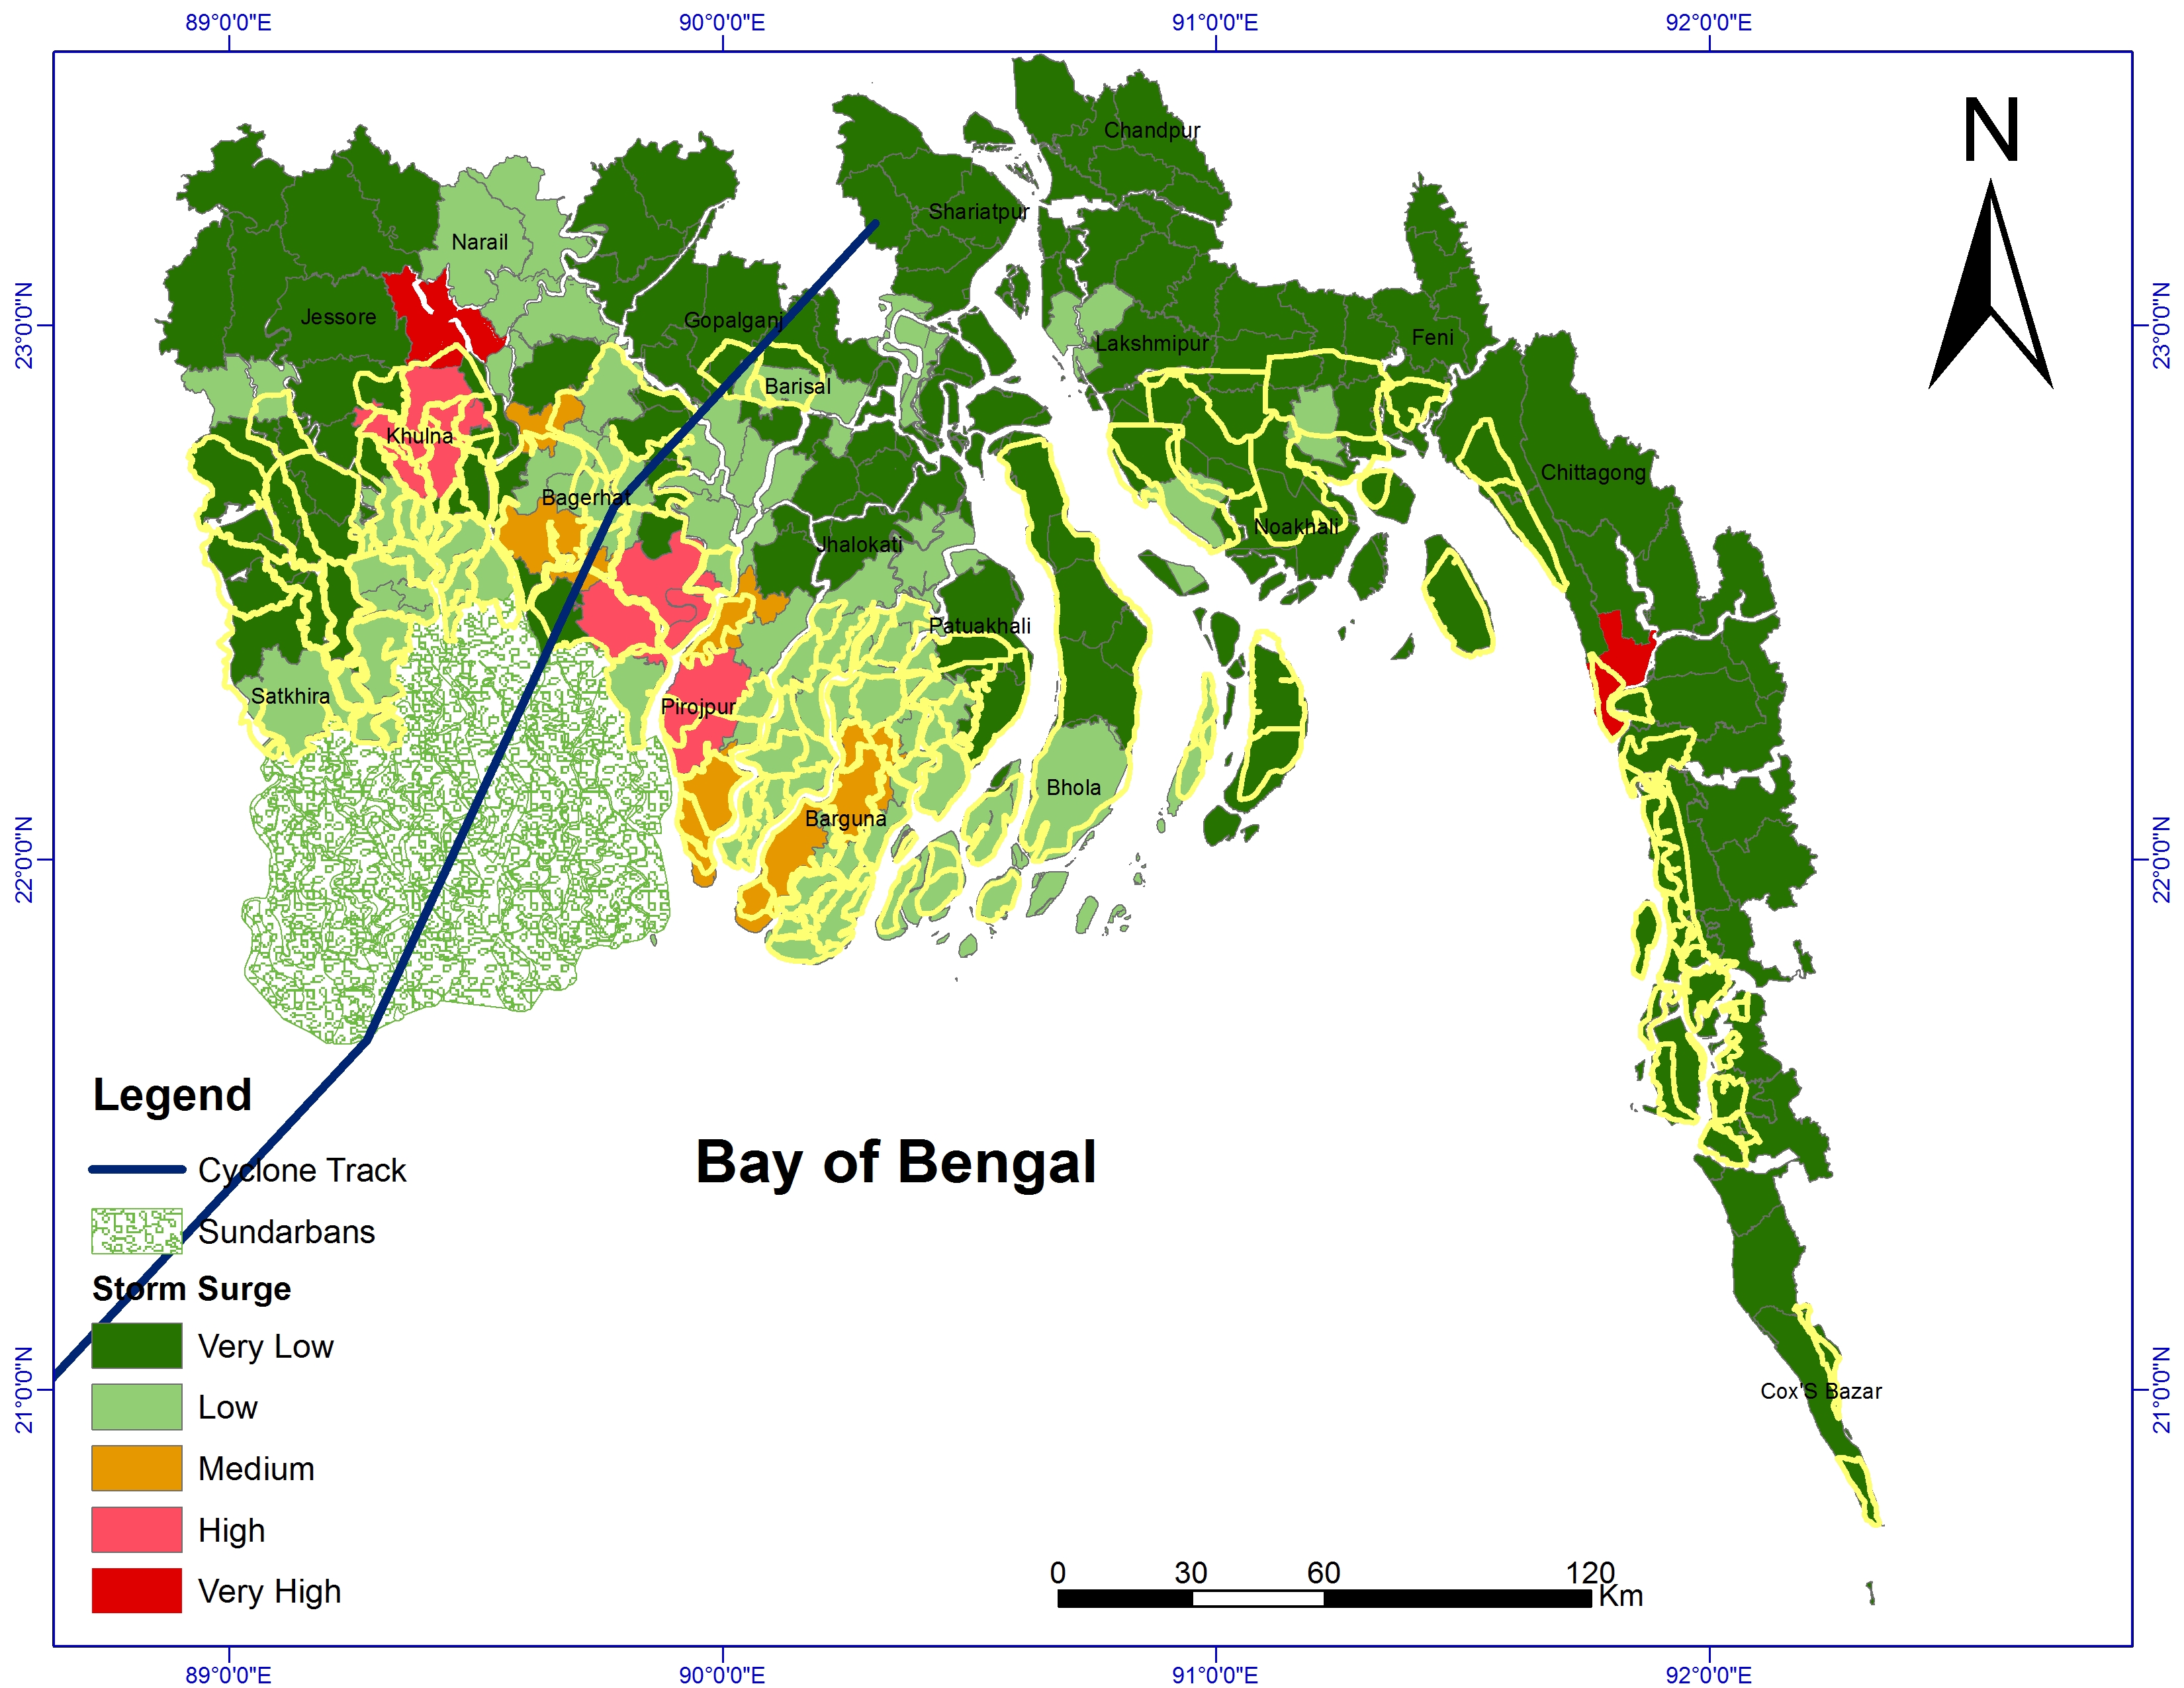 89°0'0"E
90°0'0"E
91°0'0"E
92°0'0"E
N
Chandpur
Shariatpur
Narail
23°0'0"N
23°0'0"N
Jessore
Gopalganj
Lakshmipur
Feni
Barisal
Khulna
Chittagong
Bagerhat
Noakhali
Jhalokati
Patuakhali
Satkhira
Pirojpur
Bhola
Barguna
22°0'0"N
22°0'0"N
Legend
Cyclone Track
Bay of Bengal
Sundarbans
Storm Surge
Very Low
21°0'0"N
21°0'0"N
Cox'S Bazar
Low
Medium
High
Very High
0 30 60 120
Km
89°0'0"E
90°0'0"E
91°0'0"E
92°0'0"E